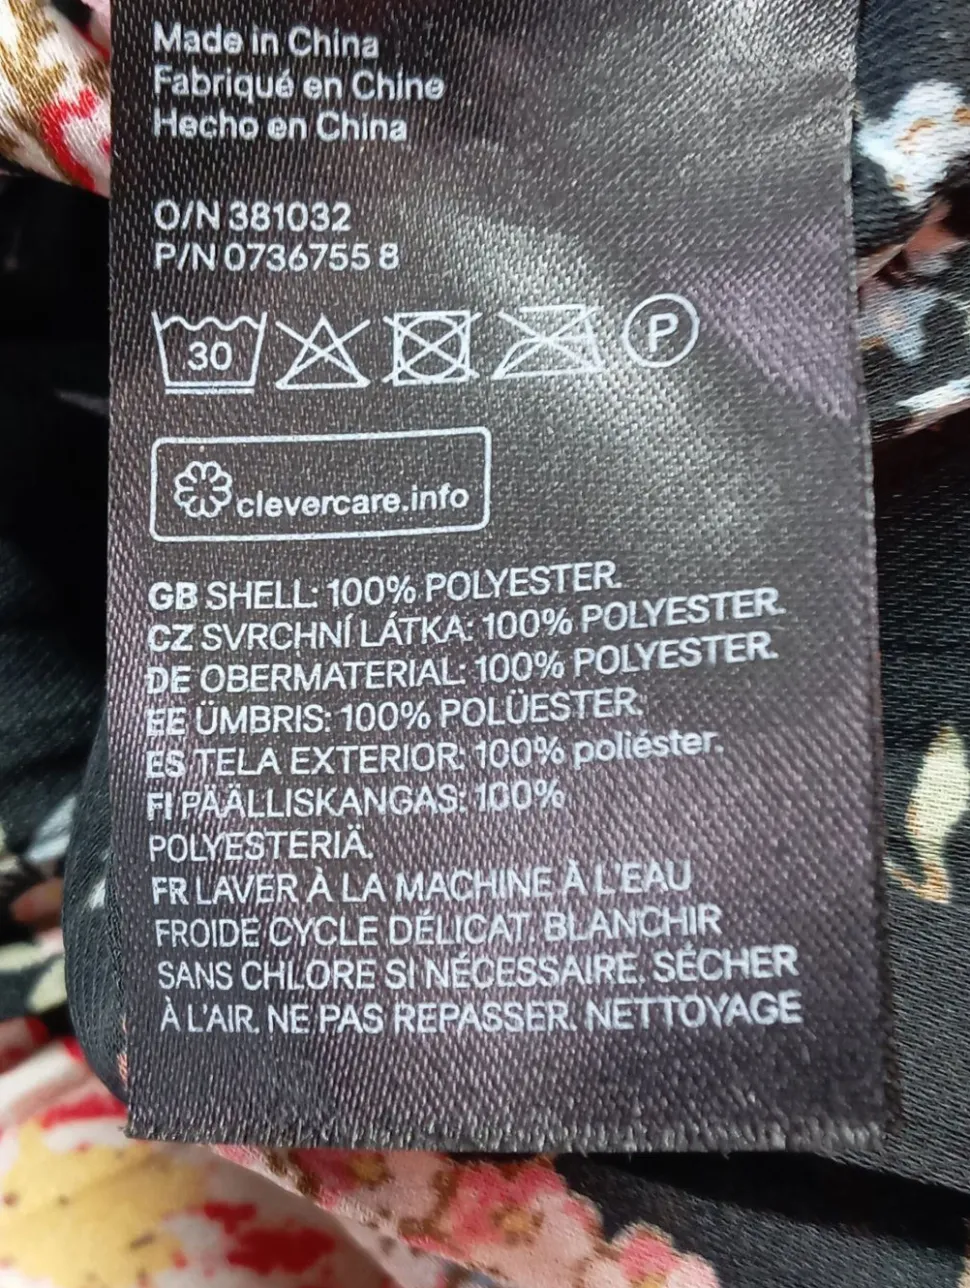 Made in China
Fabriqué en Chine
Hecho en China
O/N 381032
P/N 0736755 8
30
P
clevercare.info
GB SHELL: 100% POLYESTER.
CZ SVRCHNÍ LÁTKA: 100% POLYESTER.
DE OBERMATERIAL: 100% POLYESTER.
EE ÜMBRIS: 100% POLÜESTER.
ES TELA EXTERIOR: 100% poliéster.
FI PÄÄLLISKANGAS: 100%
POLYESTERIÄ.
FR LAVER À LA MACHINE À L'EAU
FROIDE CYCLE DÉLICAT. BLANCHIR
SANS CHLORE SI NÉCESSAIRE. SÉCHER
À L'AIR. NE PAS REPASSER. NETTOYAGE